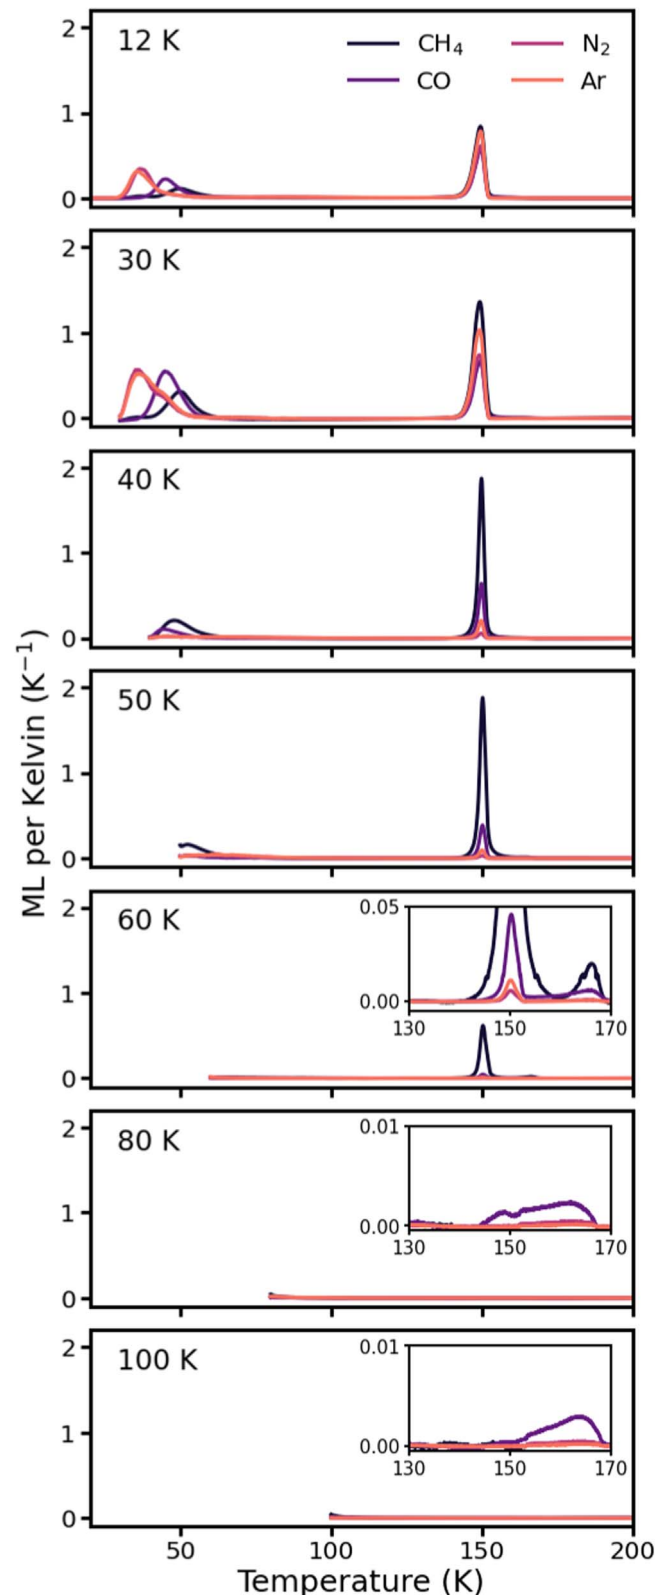 12 K
CH₄
N₂
CO
Ar
2
1
0
30 K
2
1
0
40 K
2
1
0
ML per Kelvin (K⁻¹)
50 K
2
1
0
60 K
2
1
0
0.05
0.00
130 150 170
80 K
2
1
0
0.01
0.00
130 150 170
100 K
2
1
0
0.01
0.00
130 150 170
50 100 150 200
Temperature (K)